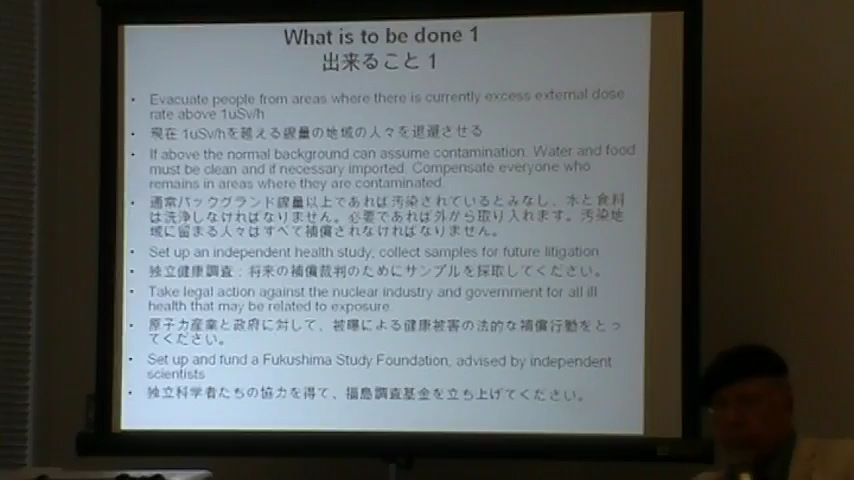 What is to be done 1
出来ること 1
• Evacuate people from areas where there is currently excess external dose
rate above 1uSv/h
• 現在 1uSv/hを越える線量の地域の人々を退避させる
• If above the normal background can assume contamination. Water and food
must be clean and if necessary imported. Compensate everyone who
remains in areas where they are contaminated.
• 通常バックグランド線量以上であれば汚染されているとみなし、水と食料
は洗浄しなければなりません。必要であれば外から取り入れます。汚染地
域に留まる人々はすべて補償されなければなりません。
• Set up an independent health study, collect samples for future litigation
• 独立健康調査：将来の補償裁判のためにサンプルを採取してください。
• Take legal action against the nuclear industry and government for all ill
health that may be related to exposure
• 原子力産業と政府に対して、被曝による健康被害の法的な補償行動をとっ
てください。
• Set up and fund a Fukushima Study Foundation, advised by independent
scientists
• 独立科学者たちの協力を得て、福島調査基金を立ち上げてください。